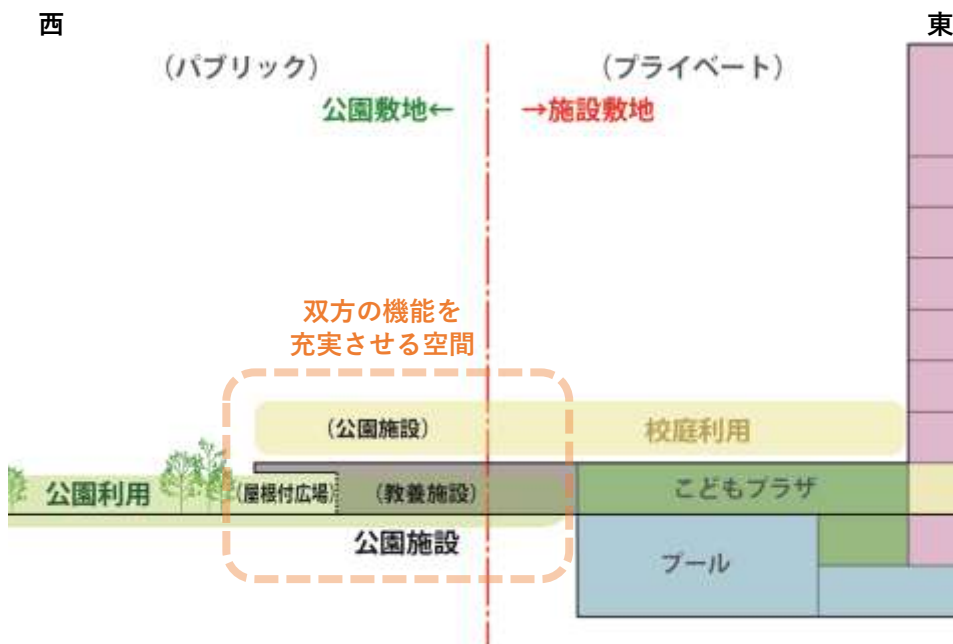 西
東
(パブリック)
(プライベート)
公園敷地←
→施設敷地
双方の機能を
充実させる空間
(公園施設)
校庭利用
公園利用
(屋根付広場)
(教養施設)
こどもプラザ
公園施設
プール